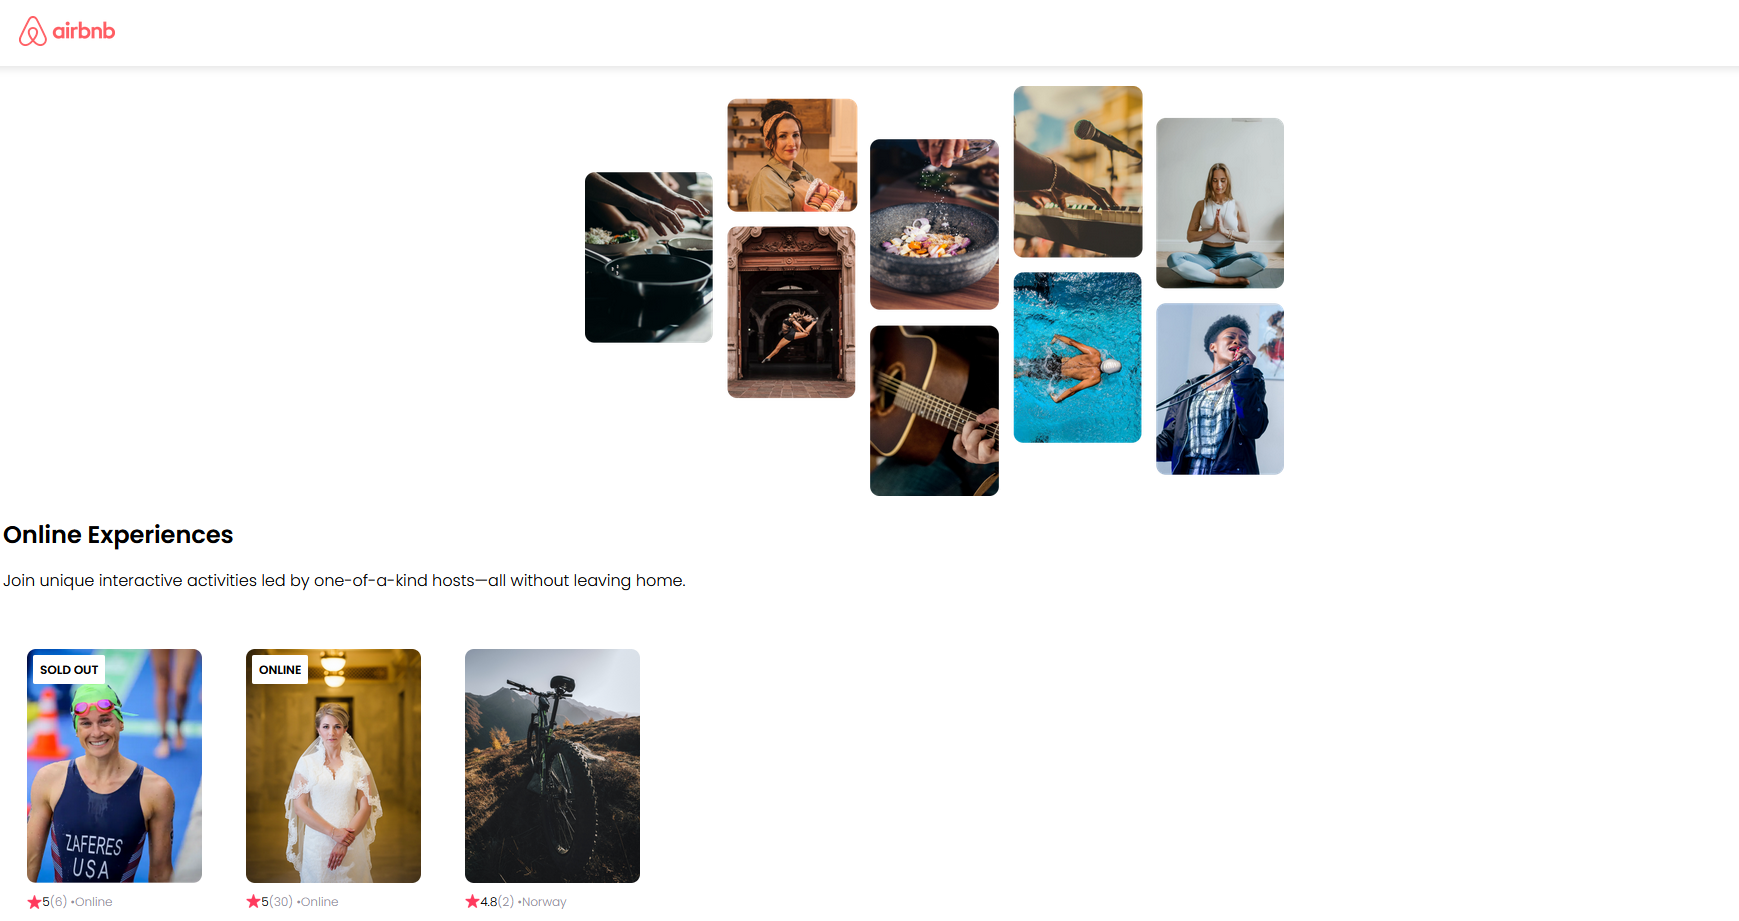 airbnb
Online Experiences
Join unique interactive activities led by one-of-a-kind hosts—all without leaving home.
SOLD OUT
ZAFERES
USA
5(6) •Online
ONLINE
5(30) •Online
4.8(2) •Norway